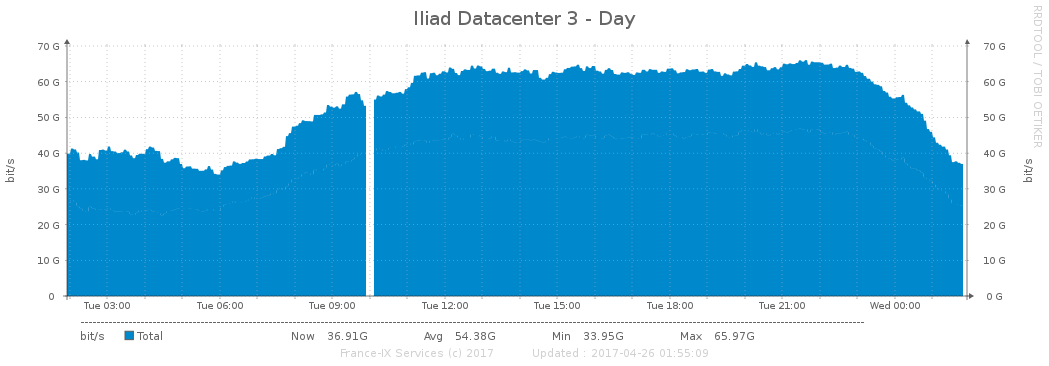 Iliad Datacenter 3 - Day
RRDTOOL / TOBI OETIKER
70 G 70 G
60 G 60 G
50 G 50 G
40 G 40 G
30 G 30 G
20 G 20 G
10 G 10 G
0 0 G
bit/s bit/s
Tue 03:00 Tue 06:00 Tue 09:00 Tue 12:00 Tue 15:00 Tue 18:00 Tue 21:00 Wed 00:00
bit/s Total Now 36.91G Avg 54.38G Min 33.95G Max 65.97G
France-IX Services (c) 2017 Updated : 2017-04-26 01:55:09